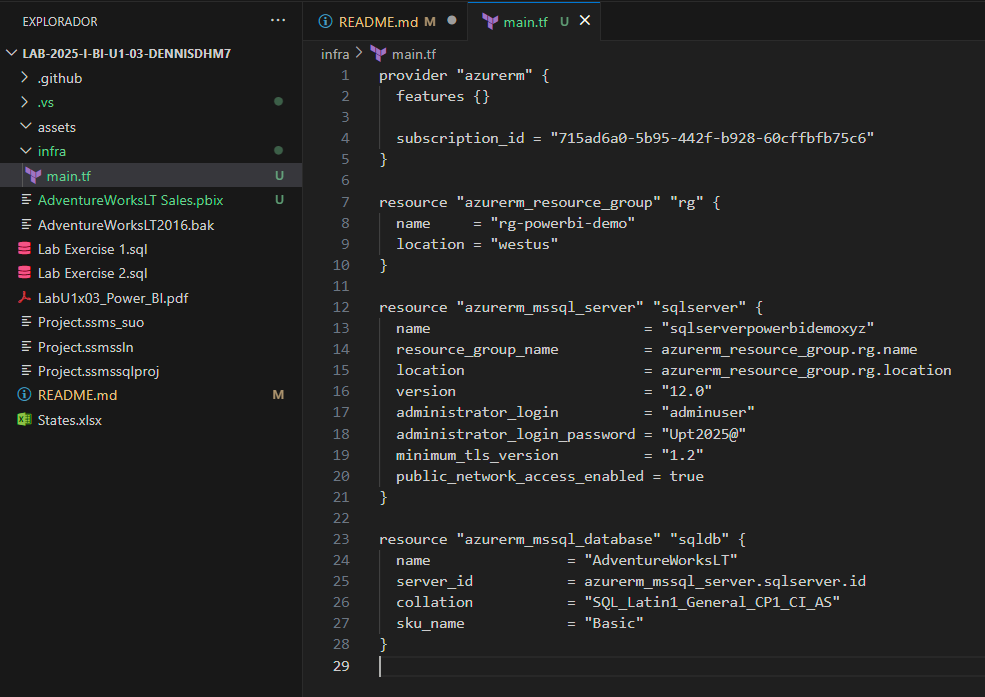 EXPLORADOR
···
LAB-2025-I-BI-U1-03-DENNISDHM7
.github
.vs
assets
infra
main.tf U
AdventureWorksLT Sales.pbix U
AdventureWorksLT2016.bak
Lab Exercise 1.sql
Lab Exercise 2.sql
LabU1x03_Power_BI.pdf
Project.ssms_suo
Project.ssmssln
Project.ssmssqlproj
README.md M
States.xlsx
README.md M
main.tf U
infra > main.tf
1 provider "azurerm" {
2   features {}
3
4   subscription_id = "715ad6a0-5b95-442f-b928-60cffbfb75c6"
5 }
6
7 resource "azurerm_resource_group" "rg" {
8   name     = "rg-powerbi-demo"
9   location = "westus"
10 }
11
12 resource "azurerm_mssql_server" "sqlserver" {
13   name                         = "sqlserverpowerbidemoxyz"
14   resource_group_name          = azurerm_resource_group.rg.name
15   location                     = azurerm_resource_group.rg.location
16   version                      = "12.0"
17   administrator_login          = "adminuser"
18   administrator_login_password = "Upt2025@"
19   minimum_tls_version          = "1.2"
20   public_network_access_enabled = true
21 }
22
23 resource "azurerm_mssql_database" "sqldb" {
24   name                = "AdventureWorksLT"
25   server_id           = azurerm_mssql_server.sqlserver.id
26   collation           = "SQL_Latin1_General_CP1_CI_AS"
27   sku_name            = "Basic"
28 }
29